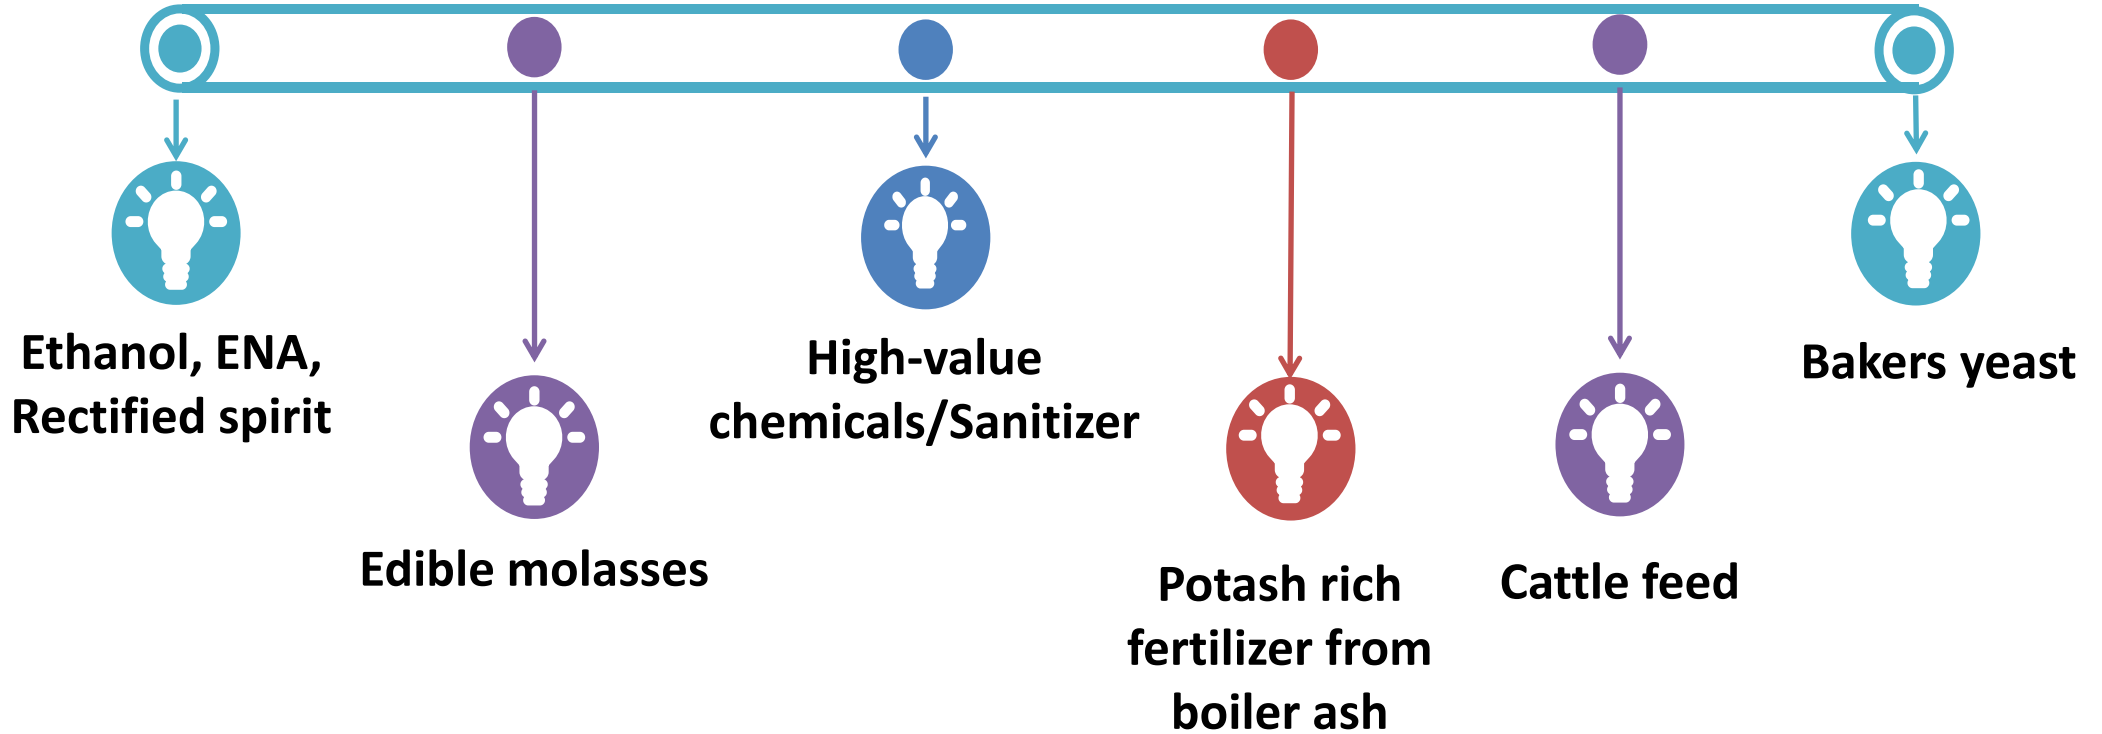 Ethanol, ENA,
Rectified spirit
Edible molasses
High-value
chemicals/Sanitizer
Potash rich
fertilizer from
boiler ash
Cattle feed
Bakers yeast